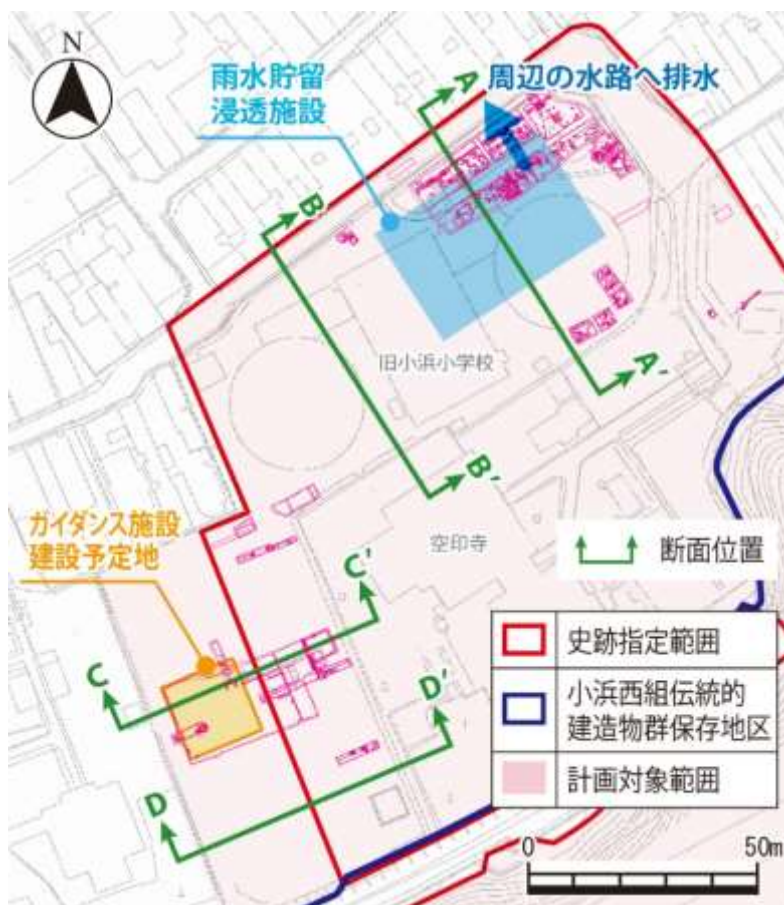 N
雨水貯留
浸透施設
A
周辺の水路へ排水
B
旧小浜小学校
A'
B'
ガイダンス施設
建設予定地
空印寺
断面位置
C'
C
D'
D
史跡指定範囲
小浜西組伝統的
建造物群保存地区
計画対象範囲
0
50m